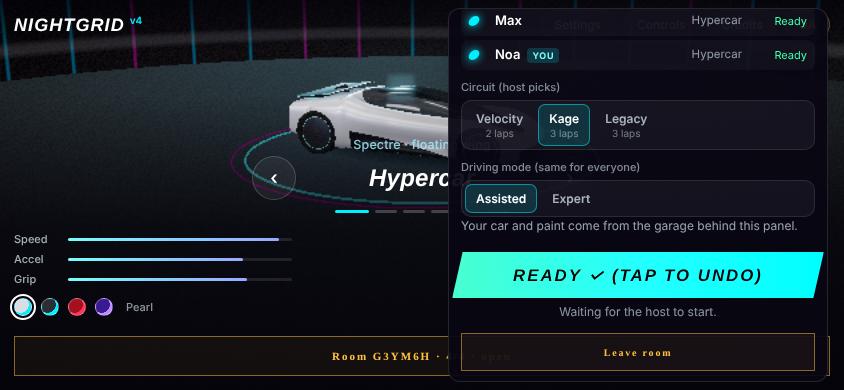 NIGHTGRID v4
Max Hypercar Ready
Noa YOU Hypercar Ready
Circuit (host picks)
Velocity Kage Legacy
2 laps 3 laps 3 laps
Driving mode (same for everyone)
Assisted Expert
Your car and paint come from the garage behind this panel.
READY ✓ (TAP TO UNDO)
Waiting for the host to start.
Leave room
Spectre · floating
Hypercar
Speed
Accel
Grip
Pearl
Room G3YM6H ·